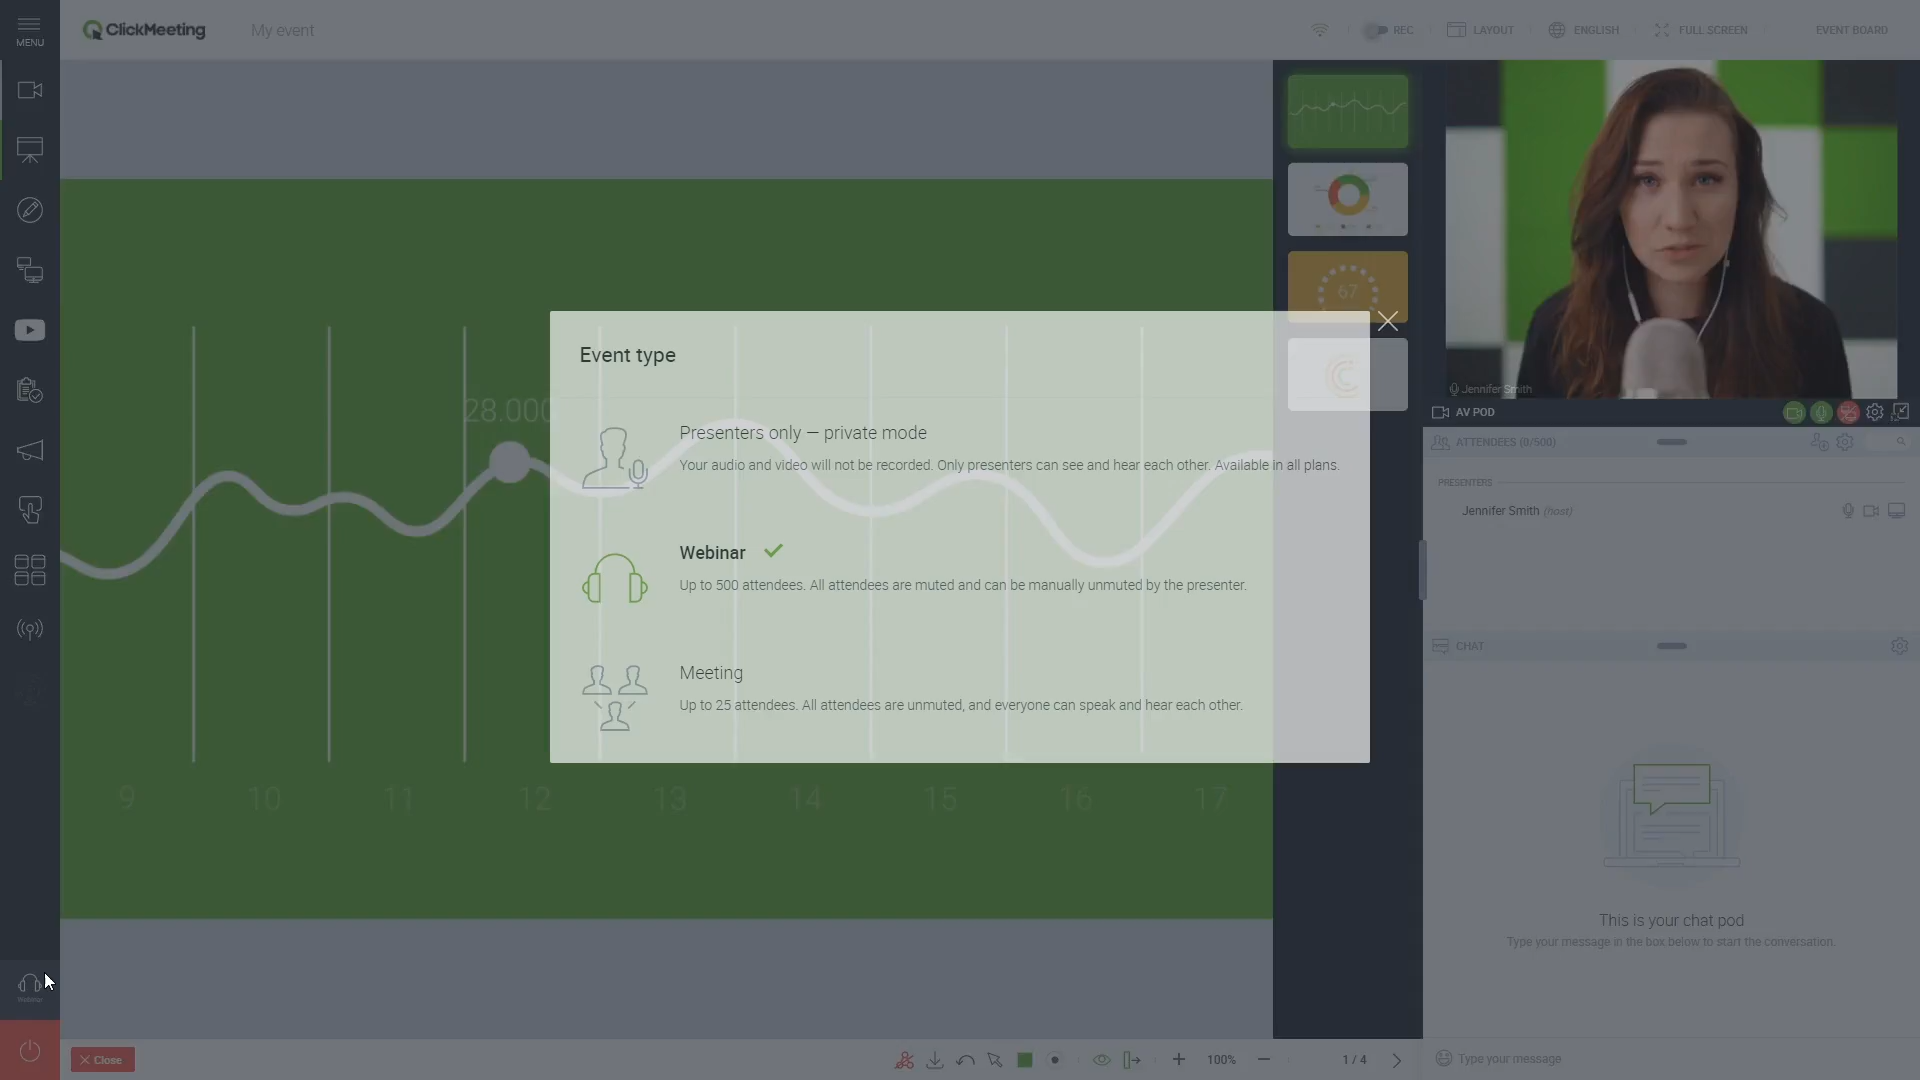 MENU
ClickMeeting
My event
REC
LAYOUT
ENGLISH
FULL SCREEN
EVENT BOARD
67
28.000
9
10
11
12
13
14
15
16
17
Event type
Presenters only — private mode
Your audio and video will not be recorded. Only presenters can see and hear each other. Available in all plans.
Webinar
Up to 500 attendees. All attendees are muted and can be manually unmuted by the presenter.
Meeting
Up to 25 attendees. All attendees are unmuted, and everyone can speak and hear each other.
Jennifer Smith
AV POD
ATTENDEES (0/500)
PRESENTERS
Jennifer Smith (host)
CHAT
This is your chat pod
Type your message in the box below to start the conversation.
Webinar
Close
100%
1 / 4
Type your message